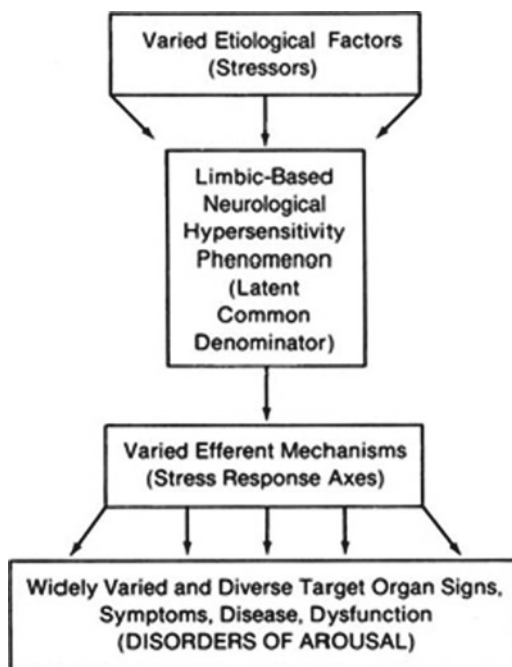 Varied Etiological Factors
(Stressors)
Limbic-Based
Neurological
Hypersensitivity
Phenomenon
(Latent
Common
Denominator)
Varied Efferent Mechanisms
(Stress Response Axes)
Widely Varied and Diverse Target Organ Signs,
Symptoms, Disease, Dysfunction
(DISORDERS OF AROUSAL)